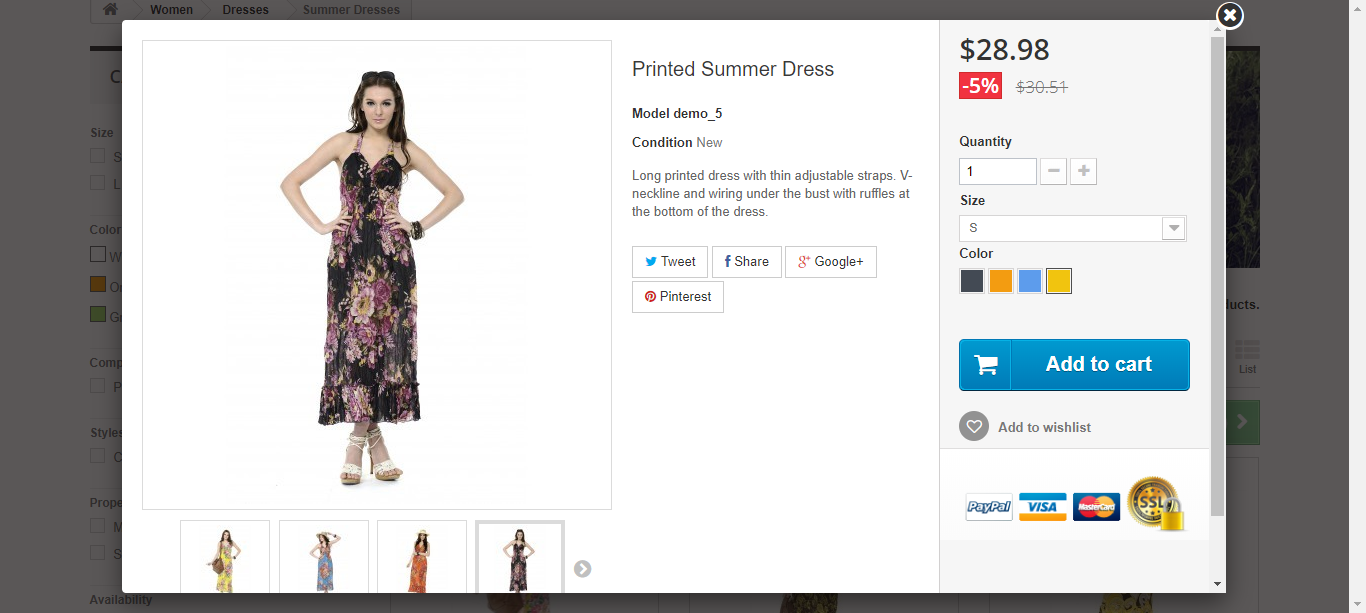 Women
Dresses
Summer Dresses
Size
S
L
Color
Comp
P
Styles
C
Prope
M
S
Availability
Printed Summer Dress
Model demo_5
Condition New
Long printed dress with thin adjustable straps. V-
neckline and wiring under the bust with ruffles at
the bottom of the dress.
Tweet
Share
Google+
Pinterest
$28.98
-5% $30.51
Quantity
1
Size
S
Color
Add to cart
Add to wishlist
PayPal VISA MasterCard SSL
ducts.
List